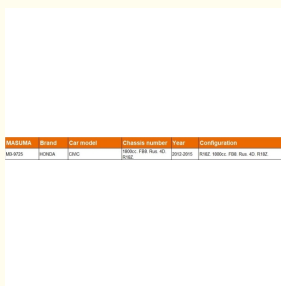 MASUMA Brand Car model Chassis number Year Configuration
M9-9725 HONDA CIVIC 1800cc. FB8. Rus. 4D. R18Z. 2012-2015 R18Z. 1800cc. FB8. Rus. 4D. R18Z.